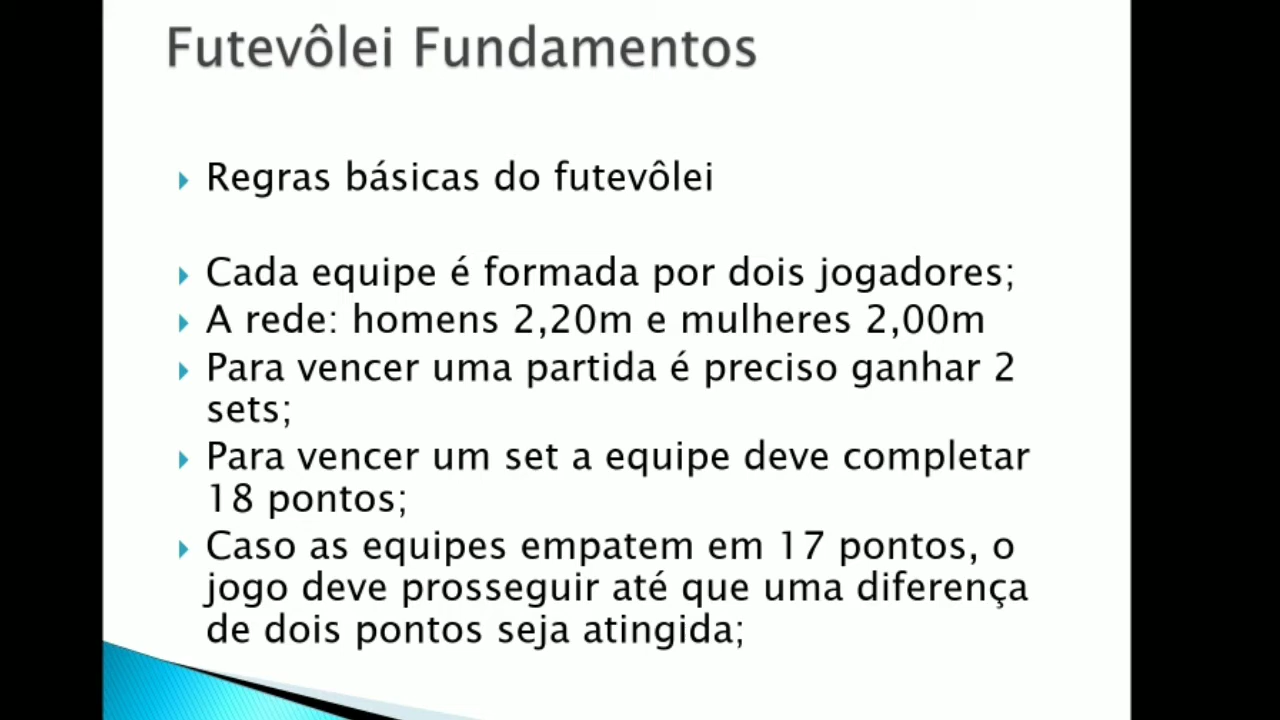 Futevôlei Fundamentos
Regras básicas do futevôlei
Cada equipe é formada por dois jogadores;
A rede: homens 2,20m e mulheres 2,00m
Para vencer uma partida é preciso ganhar 2
sets;
Para vencer um set a equipe deve completar
18 pontos;
Caso as equipes empatem em 17 pontos, o
jogo deve prosseguir até que uma diferença
de dois pontos seja atingida;